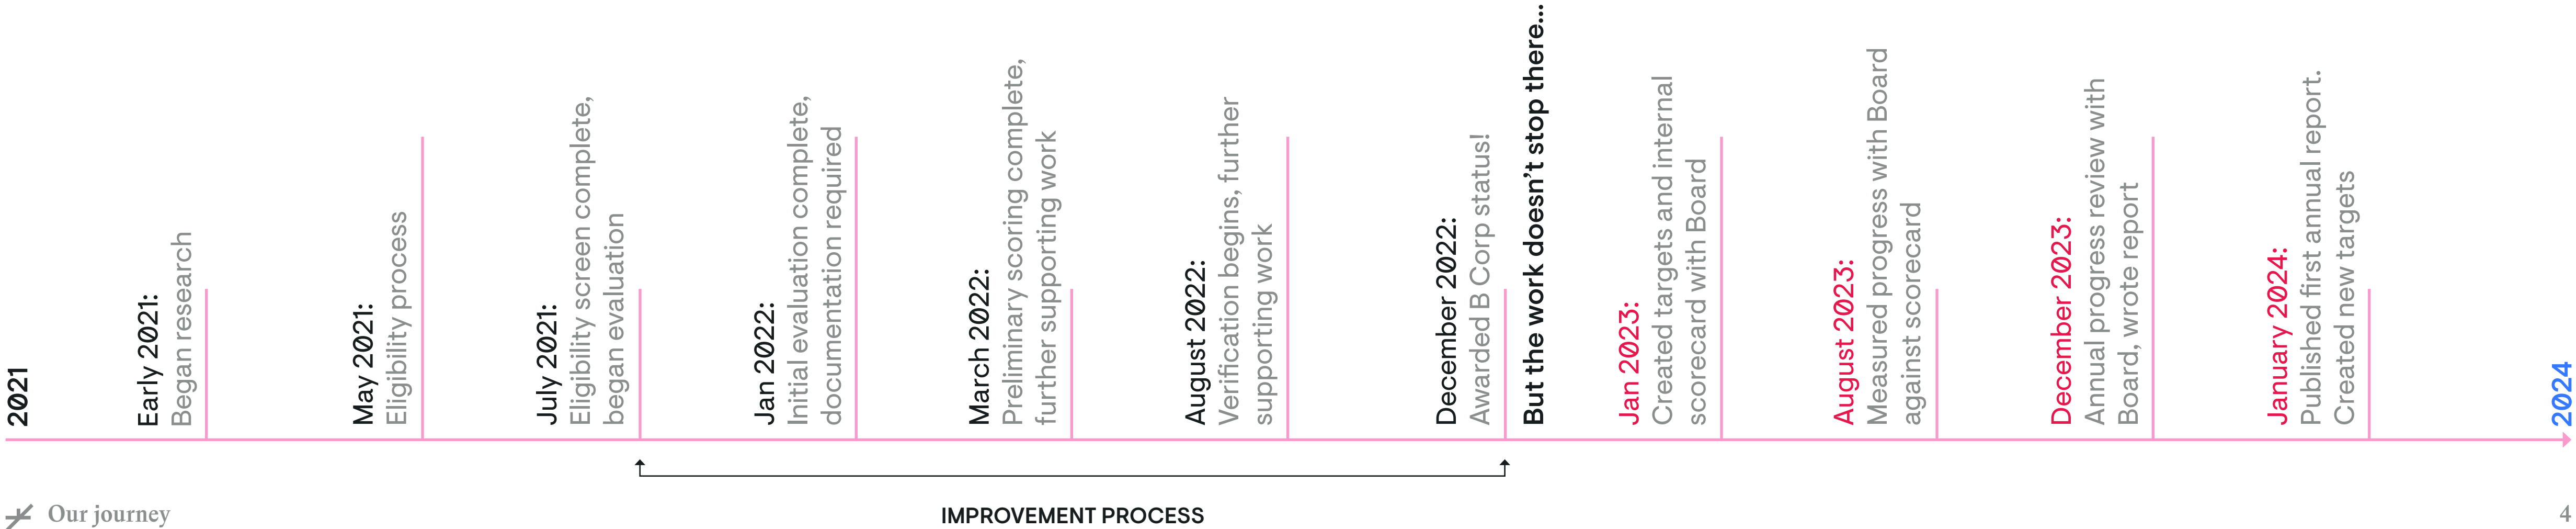 2021
Early 2021:
Began research
May 2021:
Eligibility process
July 2021:
Eligibility screen complete,
began evaluation
Jan 2022:
Initial evaluation complete,
documentation required
March 2022:
Preliminary scoring complete,
further supporting work
August 2022:
Verification begins, further
supporting work
December 2022:
Awarded B Corp status!
But the work doesn’t stop there...
Jan 2023:
Created targets and internal
scorecard with Board
August 2023:
Measured progress with Board
against scorecard
December 2023:
Annual progress review with
Board, wrote report
January 2024:
Published first annual report.
Created new targets
2024
IMPROVEMENT PROCESS
Our journey
4